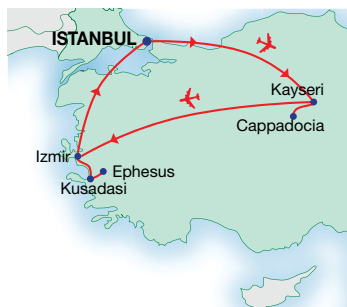 ISTANBUL
Kayseri
Cappadocia
Izmir
Ephesus
Kusadasi